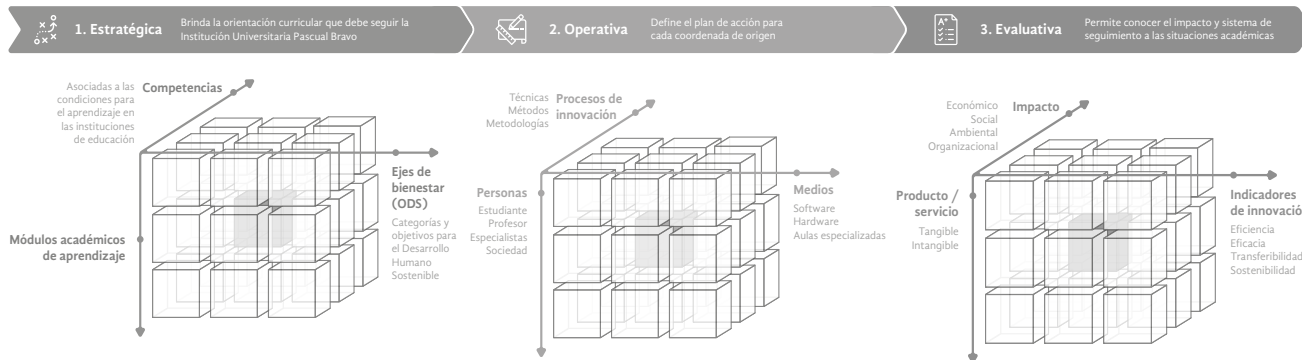 1. Estratégica
Brinda la orientación curricular que debe seguir la
Institución Universitaria Pascual Bravo
2. Operativa
Define el plan de acción para
cada coordenada de origen
3. Evaluativa
Permite conocer el impacto y sistema de
seguimiento a las situaciones académicas
Asociadas a las
condiciones para
el aprendizaje en
las instituciones
de educación
Competencias
Ejes de
bienestar
(ODS)
Categorías y
objetivos para
el Desarrollo
Humano
Sostenible
Módulos académicos
de aprendizaje
Técnicas
Métodos
Metodologías
Procesos de
innovación
Personas
Estudiante
Profesor
Especialistas
Sociedad
Medios
Software
Hardware
Aulas especializadas
Económico
Social
Ambiental
Organizacional
Impacto
Producto /
servicio
Tangible
Intangible
Indicadores
de innovació
Eficiencia
Eficacia
Transferibilidad
Sostenibilidad
A+